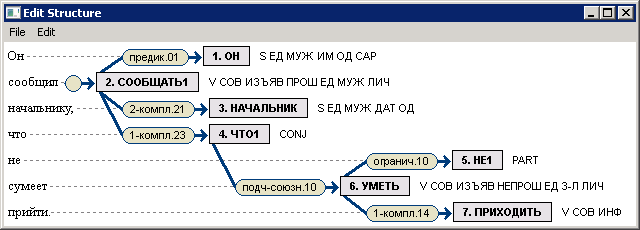 Edit Structure
File Edit
Он предик.01 1. ОН S ЕД МУЖ ИМ ОД CAP
сообщил 2. СООБЩАТЬ1 V СОВ ИЗЪЯВ ПРОШ ЕД МУЖ ЛИЧ
начальнику, 2-компл.21 3. НАЧАЛЬНИК S ЕД МУЖ ДАТ ОД
что 1-компл.23 4. ЧТО1 CONJ
не огранич.10 5. НЕ1 PART
сумеет подч-союзн.10 6. УМЕТЬ V СОВ ИЗЪЯВ НЕПРОШ ЕД 3-Л ЛИЧ
прийти. 1-компл.14 7. ПРИХОДИТЬ V СОВ ИНФ